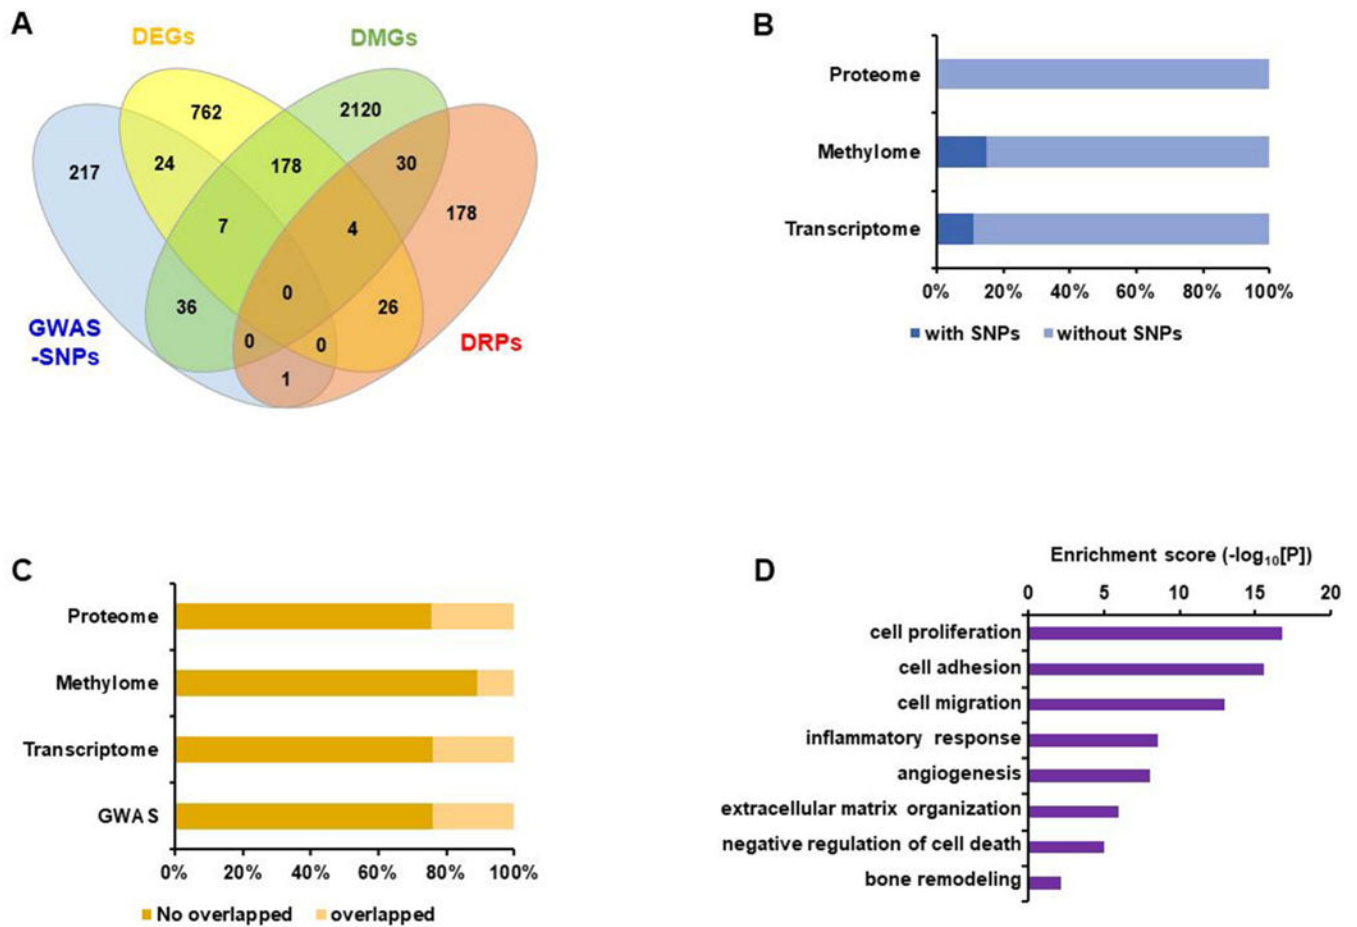 A
DEGs
DMGs
762
2120
217
24
178
30
178
7
4
0
36
26
0
0
1
GWAS
-SNPs
DRPs
B
Proteome
Methylome
Transcriptome
0% 20% 40% 60% 80% 100%
with SNPs without SNPs
C
Proteome
Methylome
Transcriptome
GWAS
0% 20% 40% 60% 80% 100%
No overlapped overlapped
D
Enrichment score (-log10[P])
0 5 10 15 20
cell proliferation
cell adhesion
cell migration
inflammatory response
angiogenesis
extracellular matrix organization
negative regulation of cell death
bone remodeling